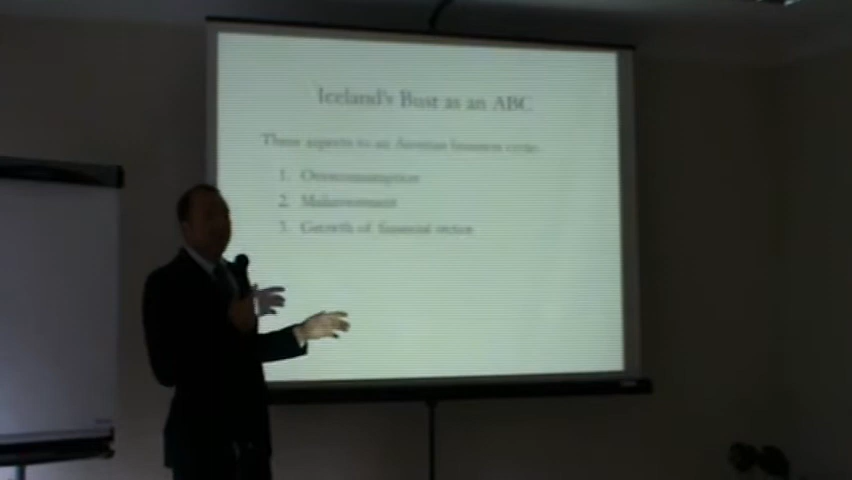 Iceland's Bust as an ABC
Three aspects to an Austrian business cycle.
1. Overconsumption
2. Malinvestment
3. Growth of financial sector